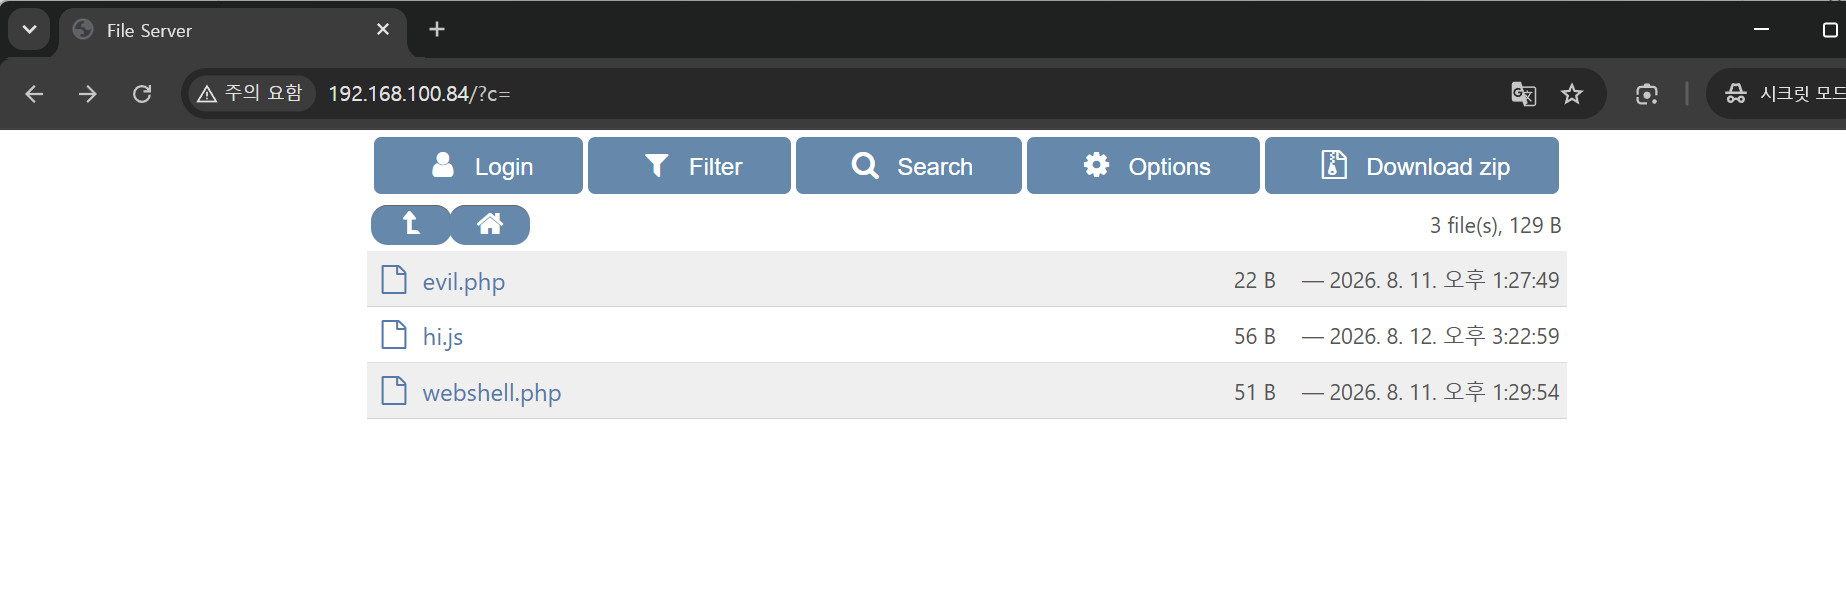 File Server
주의 요함 192.168.100.84/?c= 시크릿 모드
Login Filter Search Options Download zip
3 file(s), 129 B
evil.php 22 B — 2026. 8. 11. 오후 1:27:49
hi.js 56 B — 2026. 8. 12. 오후 3:22:59
webshell.php 51 B — 2026. 8. 11. 오후 1:29:54